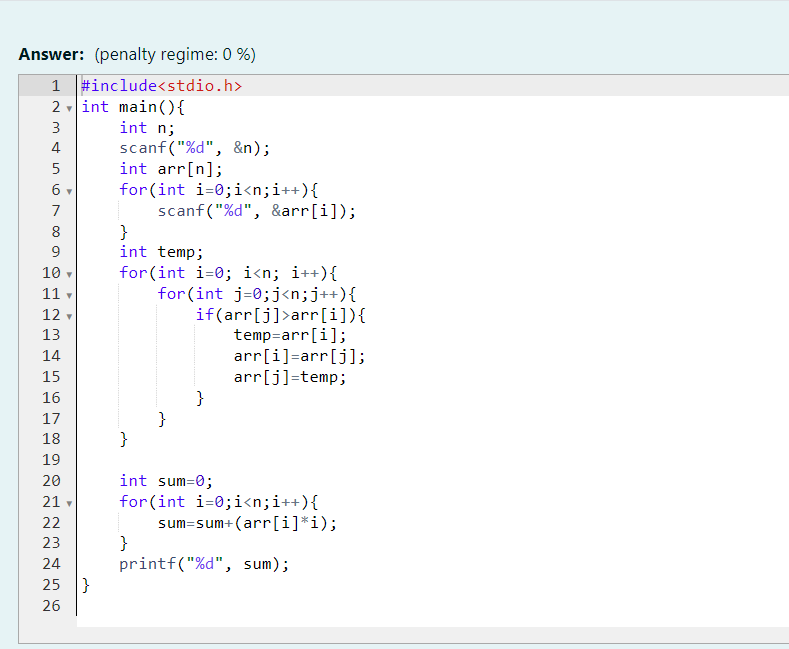 Answer: (penalty regime: 0 %)
1 #include<stdio.h>
2 int main(){
3     int n;
4     scanf("%d", &n);
5     int arr[n];
6     for(int i=0;i<n;i++){
7         scanf("%d", &arr[i]);
8     }
9     int temp;
10     for(int i=0; i<n; i++){
11         for(int j=0;j<n;j++){
12             if(arr[j]>arr[i]){
13                 temp=arr[i];
14                 arr[i]=arr[j];
15                 arr[j]=temp;
16             }
17         }
18     }
19
20     int sum=0;
21     for(int i=0;i<n;i++){
22         sum=sum+(arr[i]*i);
23     }
24     printf("%d", sum);
25 }
26